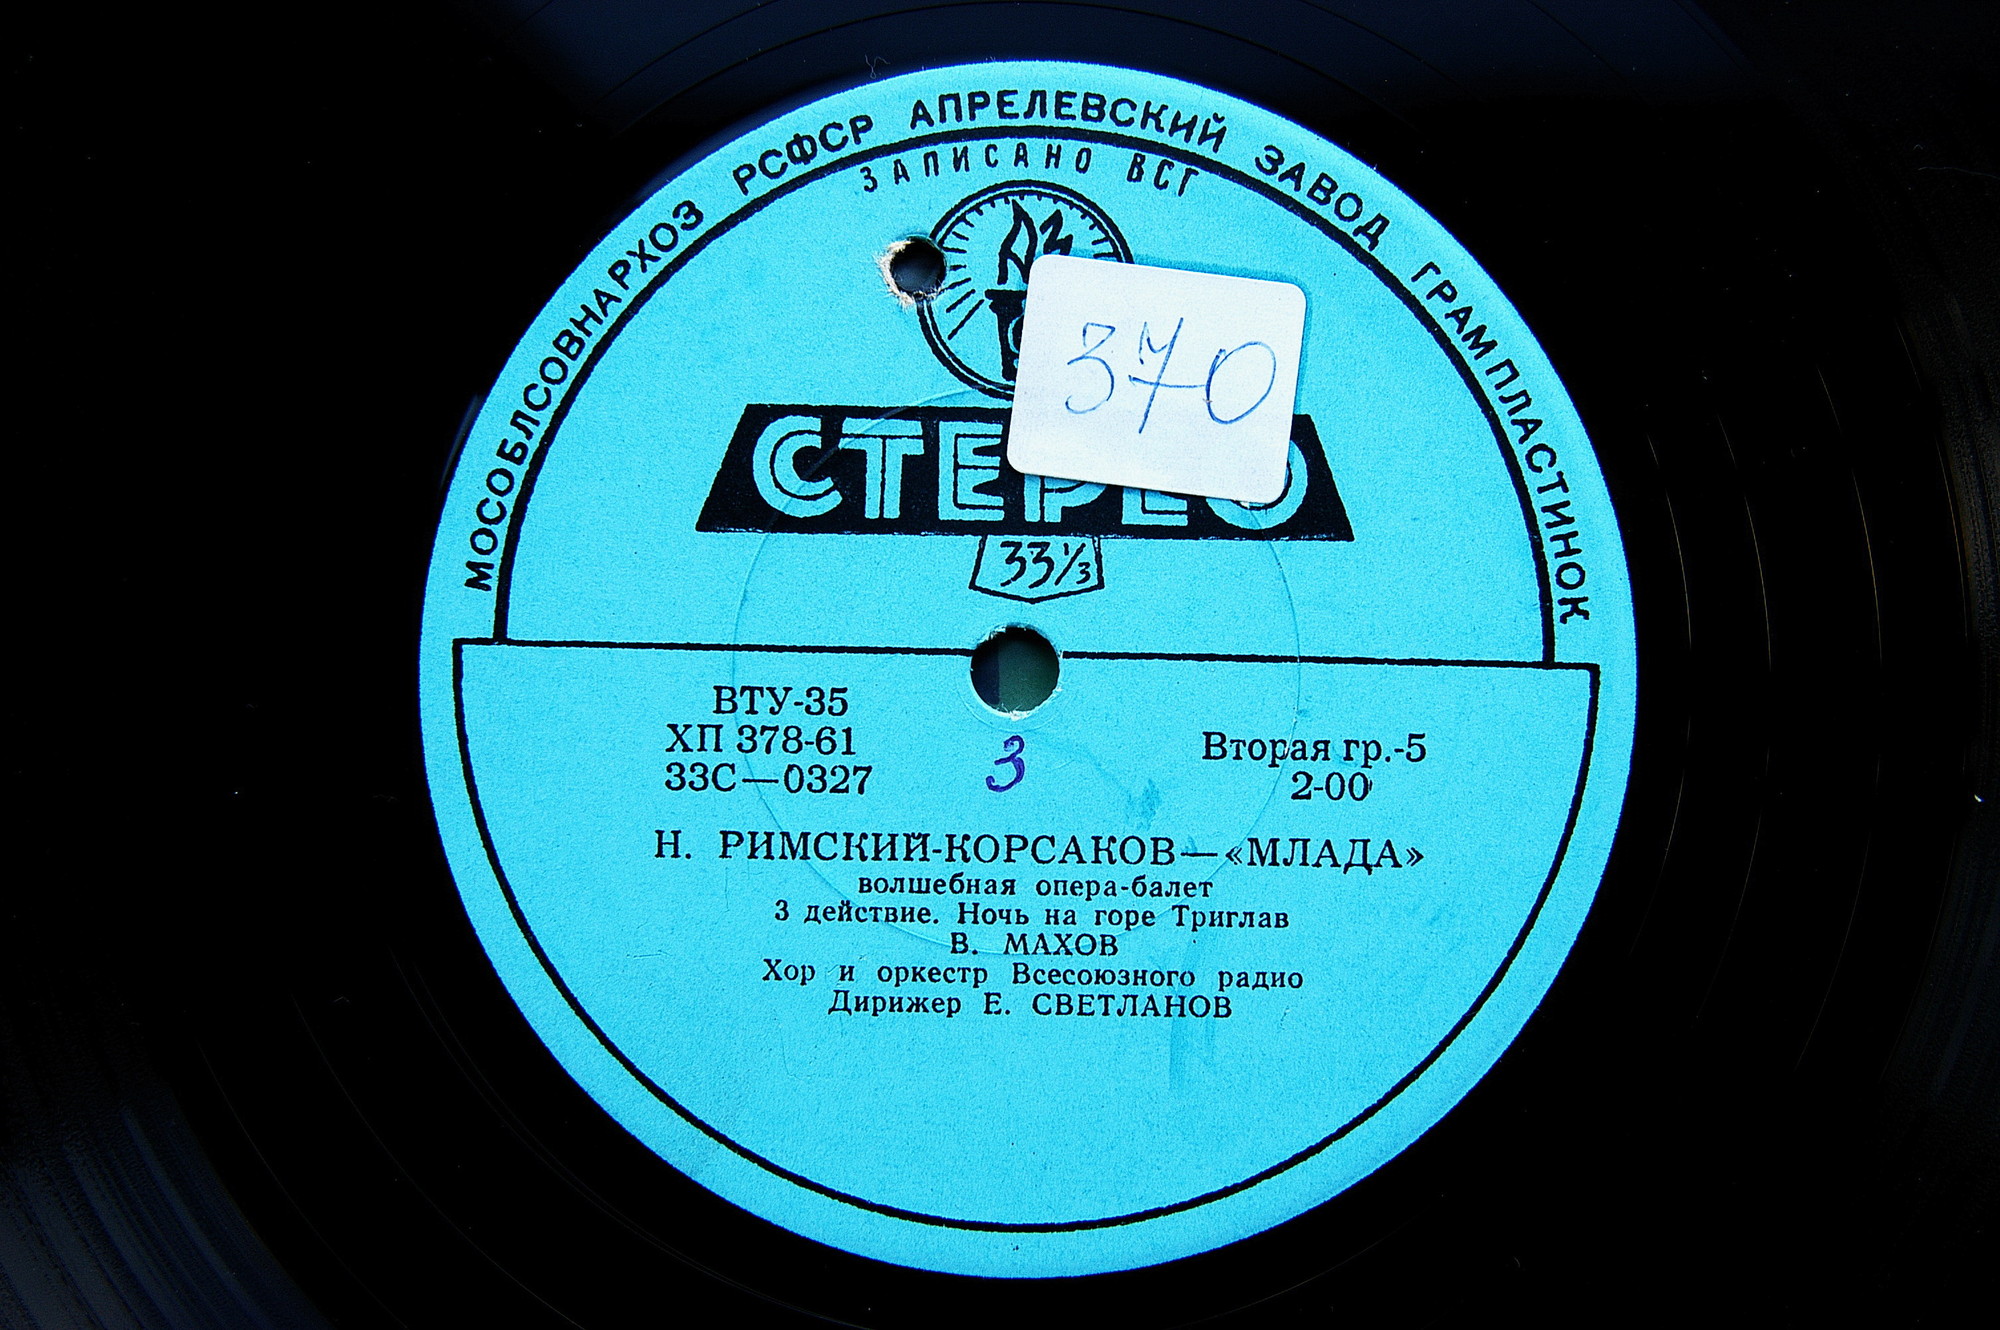 МОСОБЛСОВНАРХОЗ РСФСР АПРЕЛЕВСКИЙ ЗАВОД ГРАМПЛАСТИНОК
ЗАПИСАНО ВСГ
370
СТЕРЕО
33⅓
ВТУ-35
ХП 378-61
33С—0327
3
Вторая гр.-5
2-00
Н. РИМСКИЙ-КОРСАКОВ—«МЛАДА»
волшебная опера-балет
3 действие. Ночь на горе Триглав
В. МАХОВ
Хор и оркестр Всесоюзного радио
Дирижер Е. СВЕТЛАНОВ